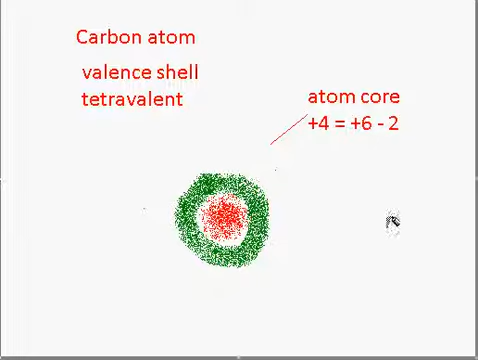 Carbon atom
valence shell
tetravalent
atom core
+4 = +6 - 2